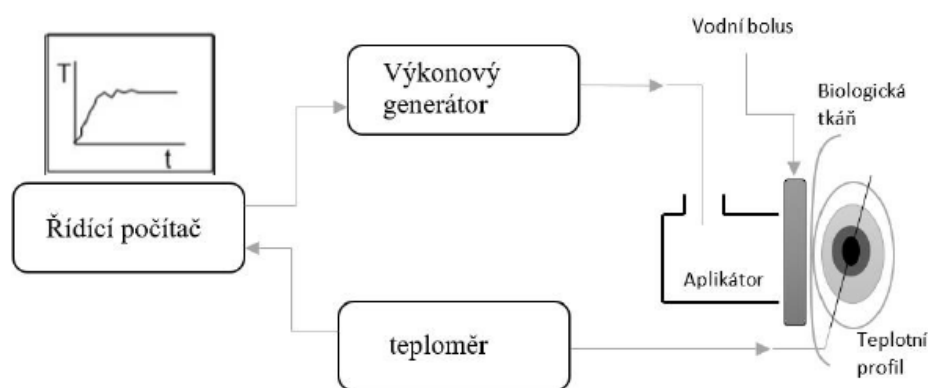 T
t
Řídící počítač
Výkonový
generátor
Vodní bolus
Biologická
tkáň
Aplikátor
teploměr
Teplotní
profil